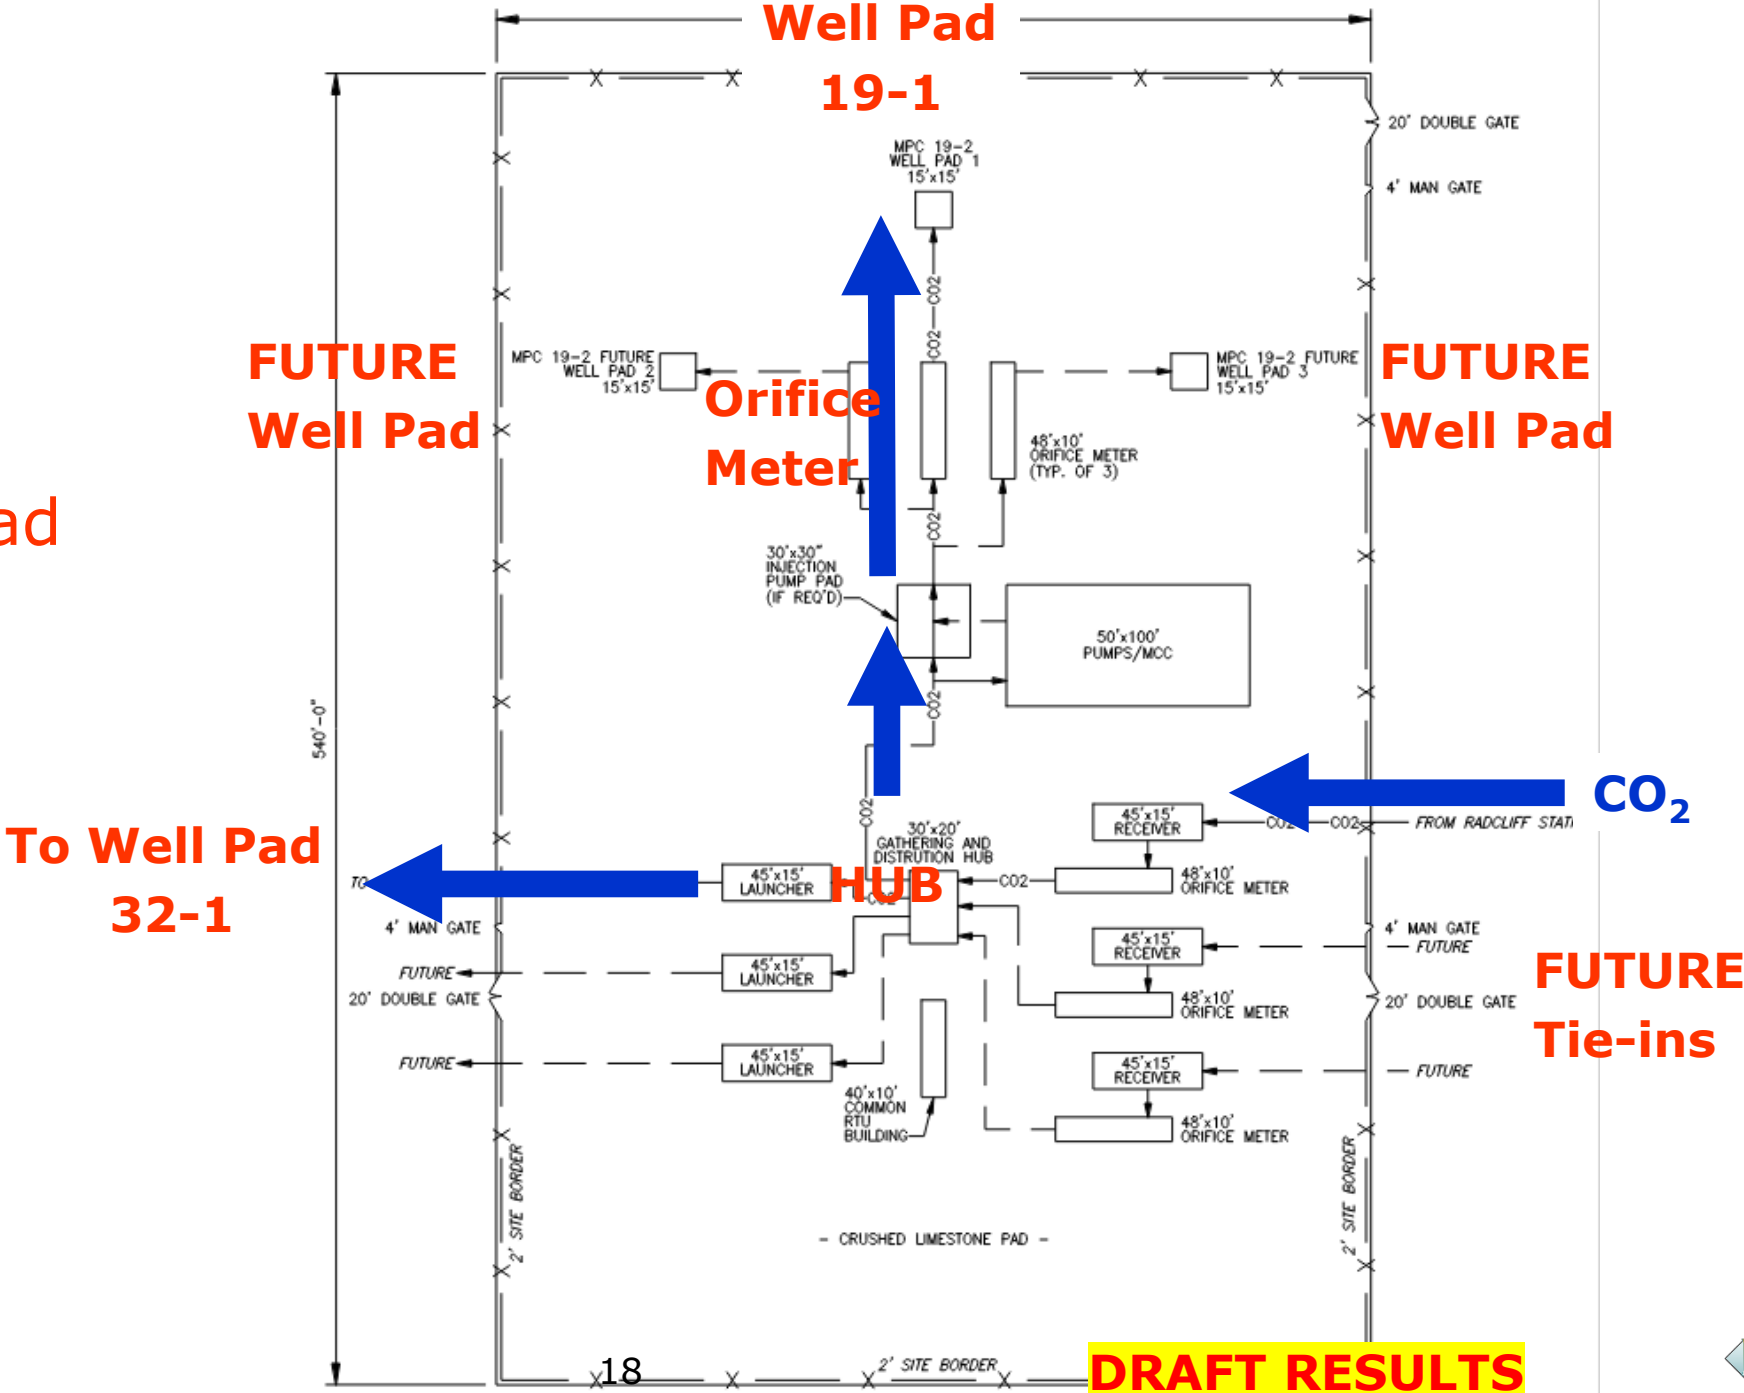 Well Pad
19-1
20' DOUBLE GATE
MPC 19-2
WELL PAD 1
15'x15'
4' MAN GATE
FUTURE
Well Pad
MPC 19-2 FUTURE
WELL PAD 2
15'x15'
Orifice
Meter
MPC 19-2 FUTURE
WELL PAD 3
15'x15'
FUTURE
Well Pad
CO2
CO2
48'x10'
ORIFICE METER
(TYP. OF 3)
ad
CO2
30'x30"
INJECTION
PUMP PAD
(IF REQ'D)
50'x100'
PUMPS/MCC
CO2
540'-0"
CO2
CO₂
45'x15'
RECEIVER
CO2
CO2
FROM RADCLIFF STATI
30'x20'
GATHERING AND
DISTRUTION HUB
To Well Pad
32-1
TO
45'x15'
LAUNCHER
HUB
CO2
CO2
48'x10'
ORIFICE METER
4' MAN GATE
4' MAN GATE
45'x15'
RECEIVER
FUTURE
FUTURE
45'x15'
LAUNCHER
FUTURE
Tie-ins
20' DOUBLE GATE
48'x10'
ORIFICE METER
20' DOUBLE GATE
FUTURE
45'x15'
LAUNCHER
45'x15'
RECEIVER
FUTURE
40'x10'
COMMON
RTU
BUILDING
48'x10'
ORIFICE METER
2' SITE BORDER
2' SITE BORDER
- CRUSHED LIMESTONE PAD -
2' SITE BORDER
18
DRAFT RESULTS